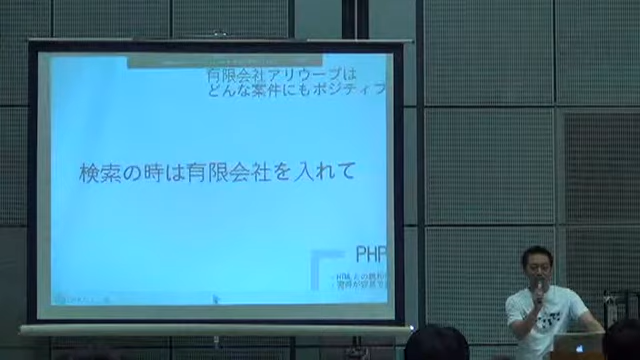 有限会社アリウープは
どんな案件にもポジティブ
検索の時は有限会社を入れて
PHP